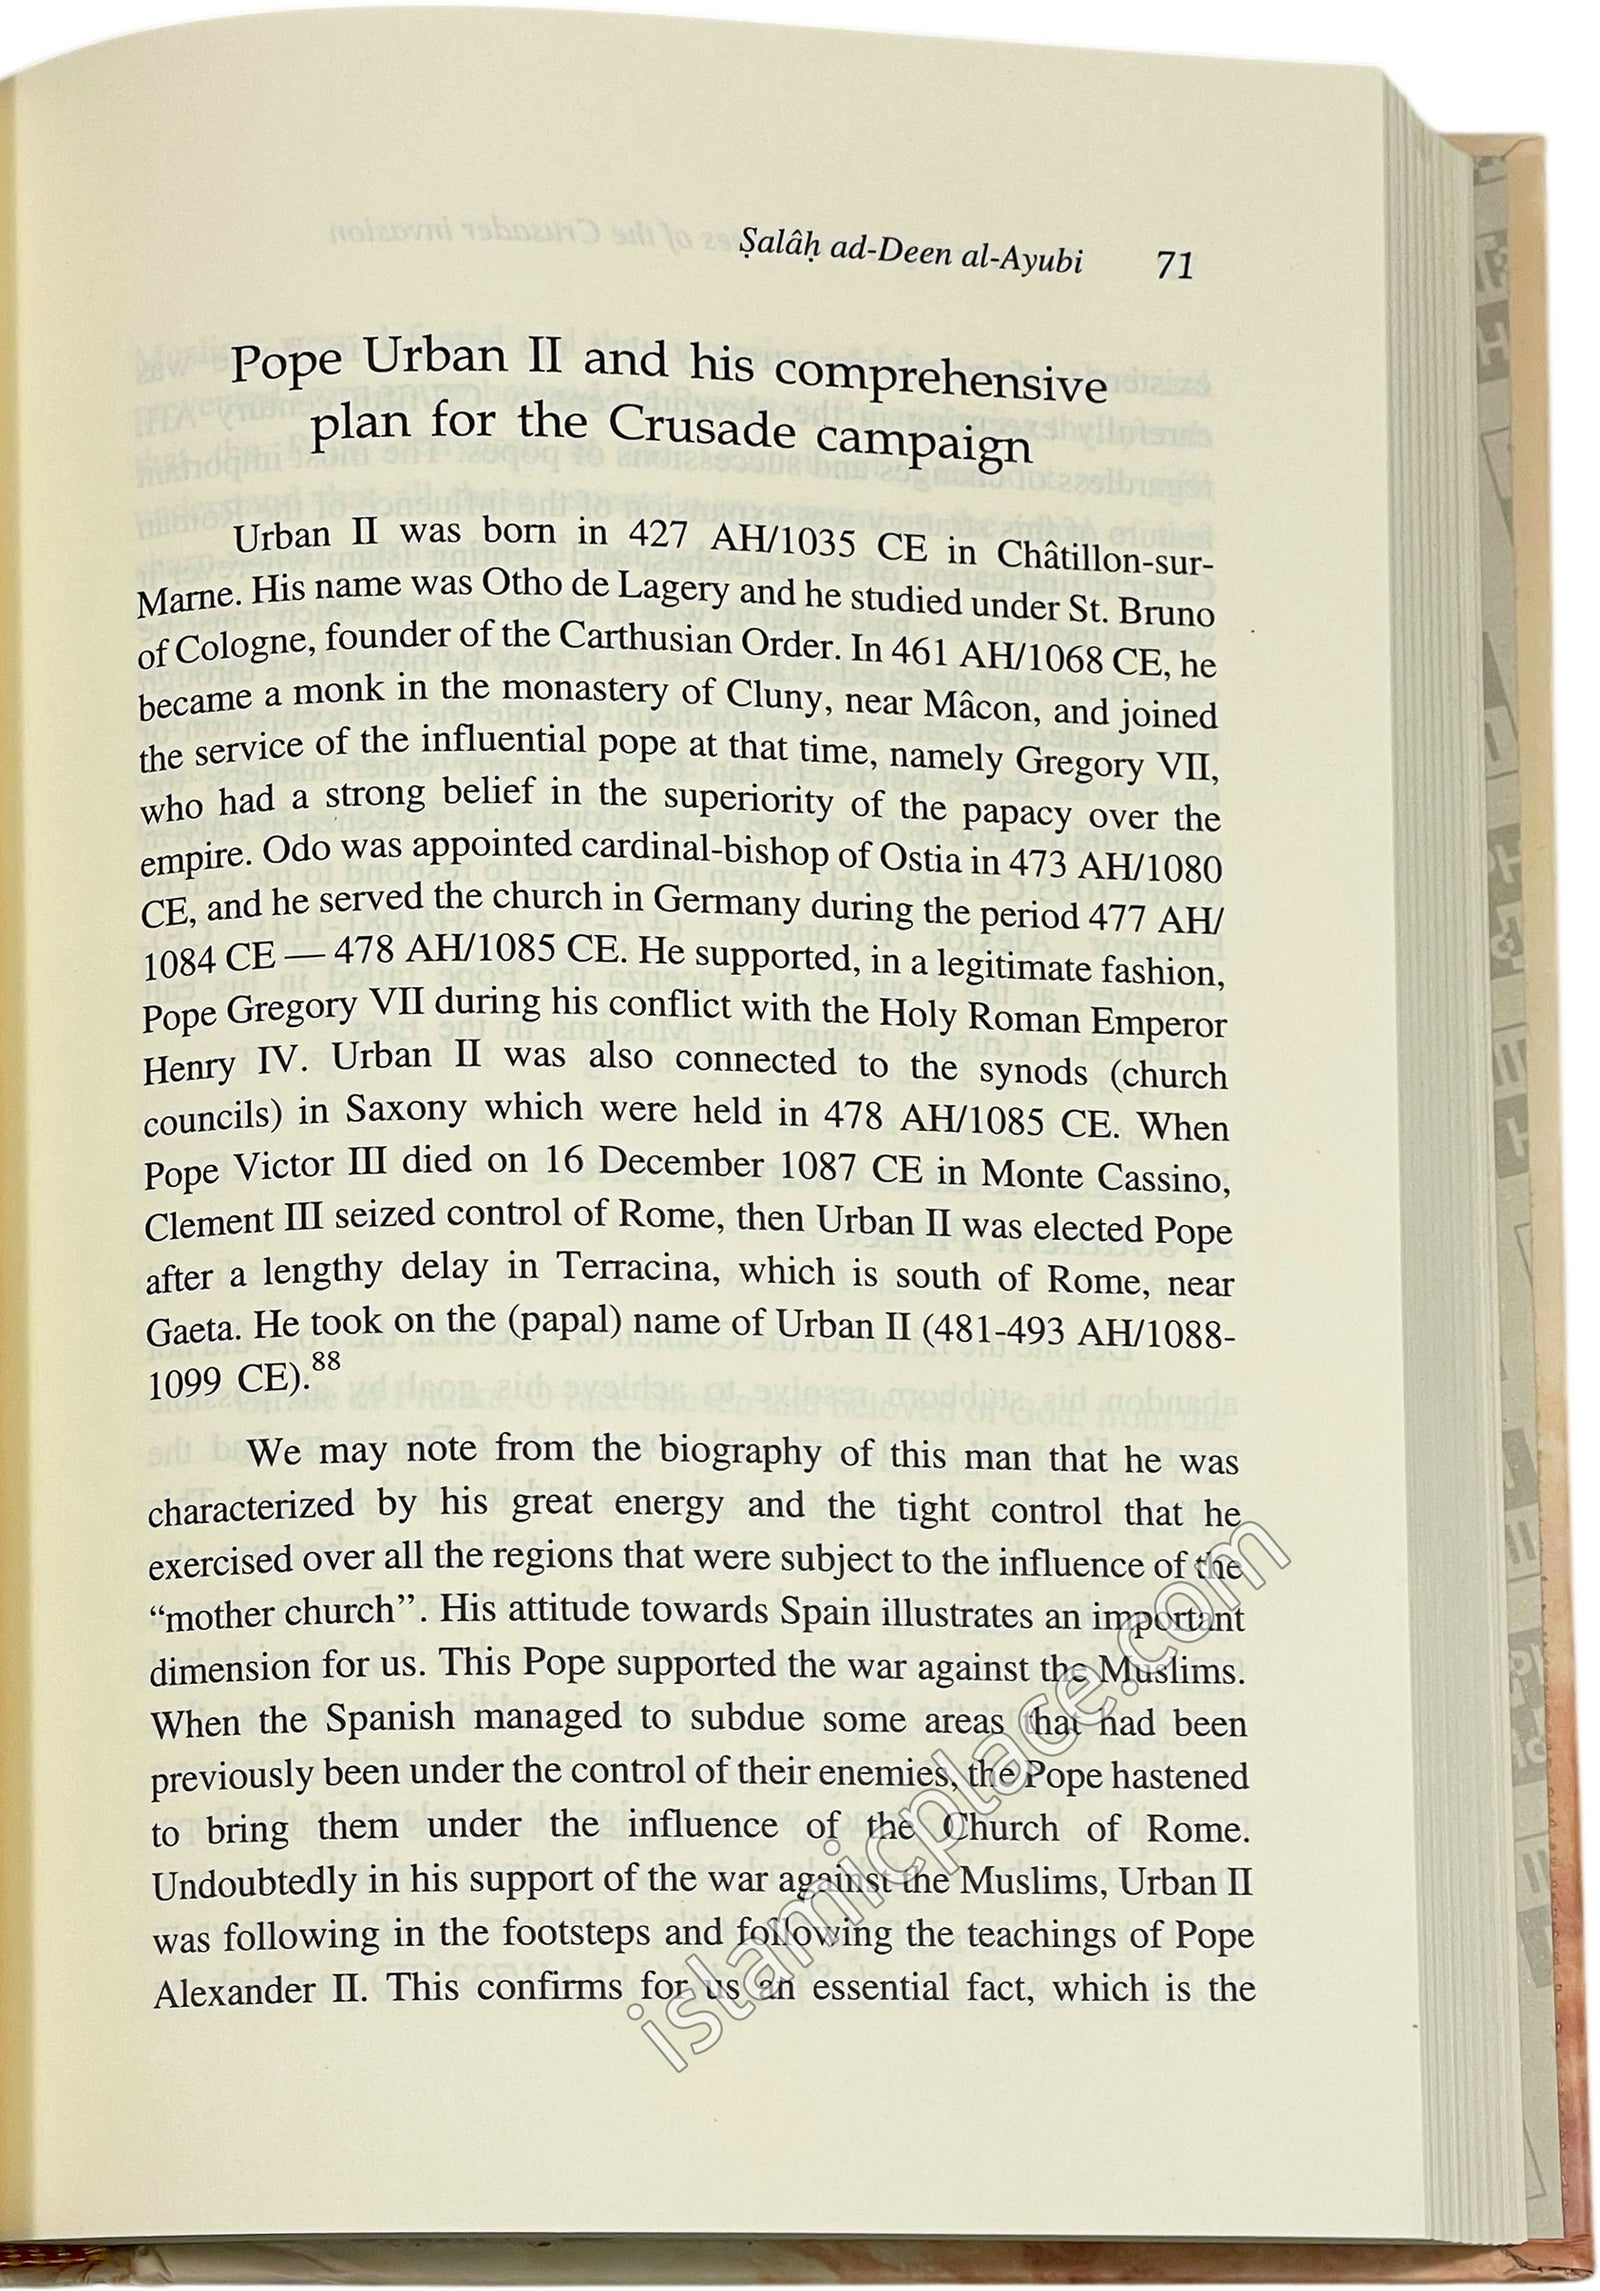 Ṣalâḥ ad-Deen al-Ayubi 71
Pope Urban II and his comprehensive
plan for the Crusade campaign
Urban II was born in 427 AH/1035 CE in Châtillon-sur-
Marne. His name was Otho de Lagery and he studied under St. Bruno
of Cologne, founder of the Carthusian Order. In 461 AH/1068 CE, he
became a monk in the monastery of Cluny, near Mâcon, and joined
the service of the influential pope at that time, namely Gregory VII,
who had a strong belief in the superiority of the papacy over the
empire. Odo was appointed cardinal-bishop of Ostia in 473 AH/1080
CE, and he served the church in Germany during the period 477 AH/
1084 CE — 478 AH/1085 CE. He supported, in a legitimate fashion,
Pope Gregory VII during his conflict with the Holy Roman Emperor
Henry IV. Urban II was also connected to the synods (church
councils) in Saxony which were held in 478 AH/1085 CE. When
Pope Victor III died on 16 December 1087 CE in Monte Cassino,
Clement III seized control of Rome, then Urban II was elected Pope
after a lengthy delay in Terracina, which is south of Rome, near
Gaeta. He took on the (papal) name of Urban II (481-493 AH/1088-
1099 CE).88
We may note from the biography of this man that he was
characterized by his great energy and the tight control that he
exercised over all the regions that were subject to the influence of the
“mother church”. His attitude towards Spain illustrates an important
dimension for us. This Pope supported the war against the Muslims.
When the Spanish managed to subdue some areas that had been
previously been under the control of their enemies, the Pope hastened
to bring them under the influence of the Church of Rome.
Undoubtedly in his support of the war against the Muslims, Urban II
was following in the footsteps and following the teachings of Pope
Alexander II. This confirms for us an essential fact, which is the
islamicplace.com